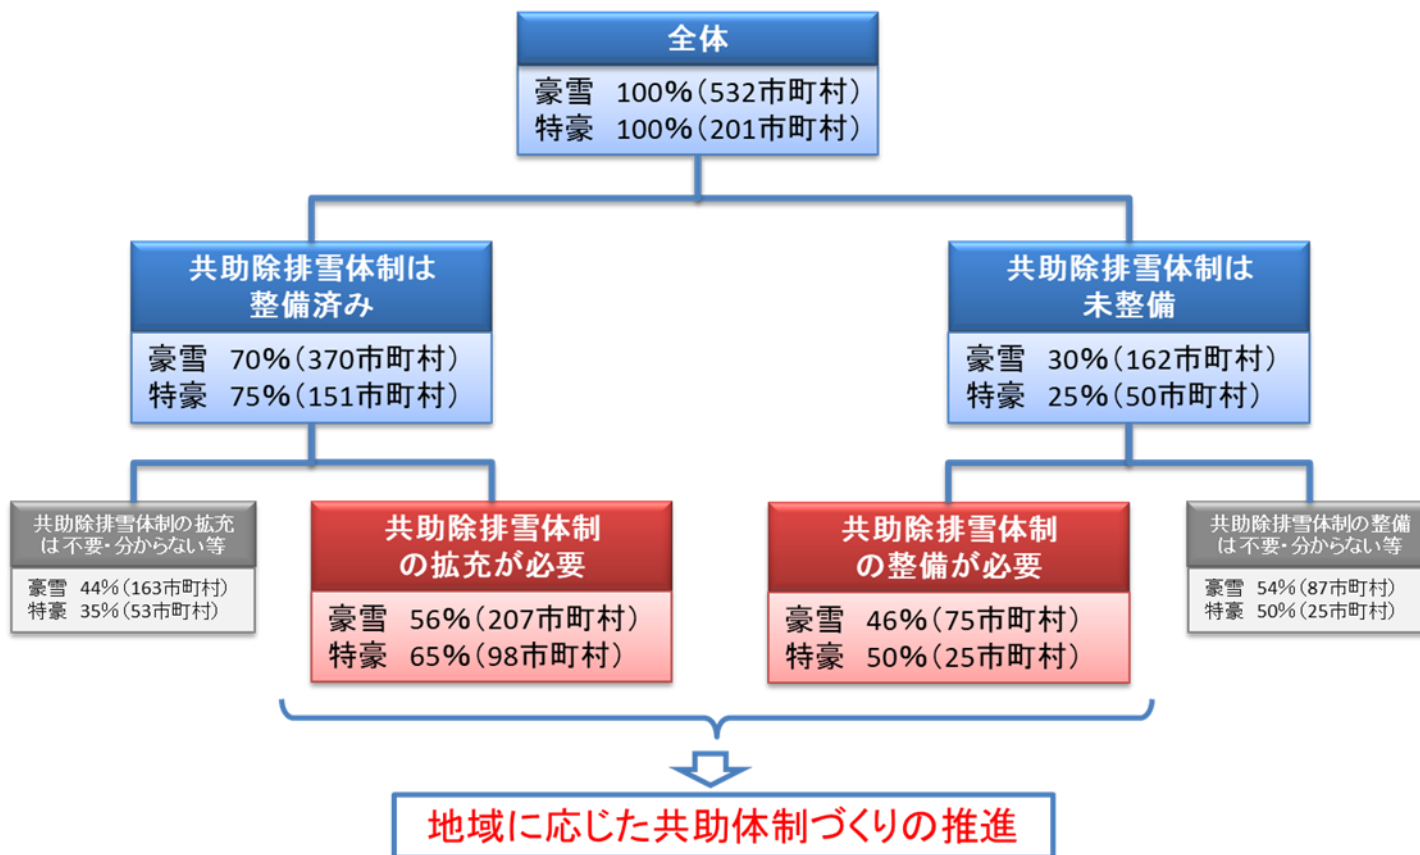 全体
豪雪 100%(532市町村)
特豪 100%(201市町村)
共助除排雪体制は
整備済み
豪雪 70%(370市町村)
特豪 75%(151市町村)
共助除排雪体制は
未整備
豪雪 30%(162市町村)
特豪 25%(50市町村)
共助除排雪体制の拡充
は不要・分からない等
豪雪 44%(163市町村)
特豪 35%(53市町村)
共助除排雪体制
の拡充が必要
豪雪 56%(207市町村)
特豪 65%(98市町村)
共助除排雪体制
の整備が必要
豪雪 46%(75市町村)
特豪 50%(25市町村)
共助除排雪体制の整備
は不要・分からない等
豪雪 54%(87市町村)
特豪 50%(25市町村)
地域に応じた共助体制づくりの推進